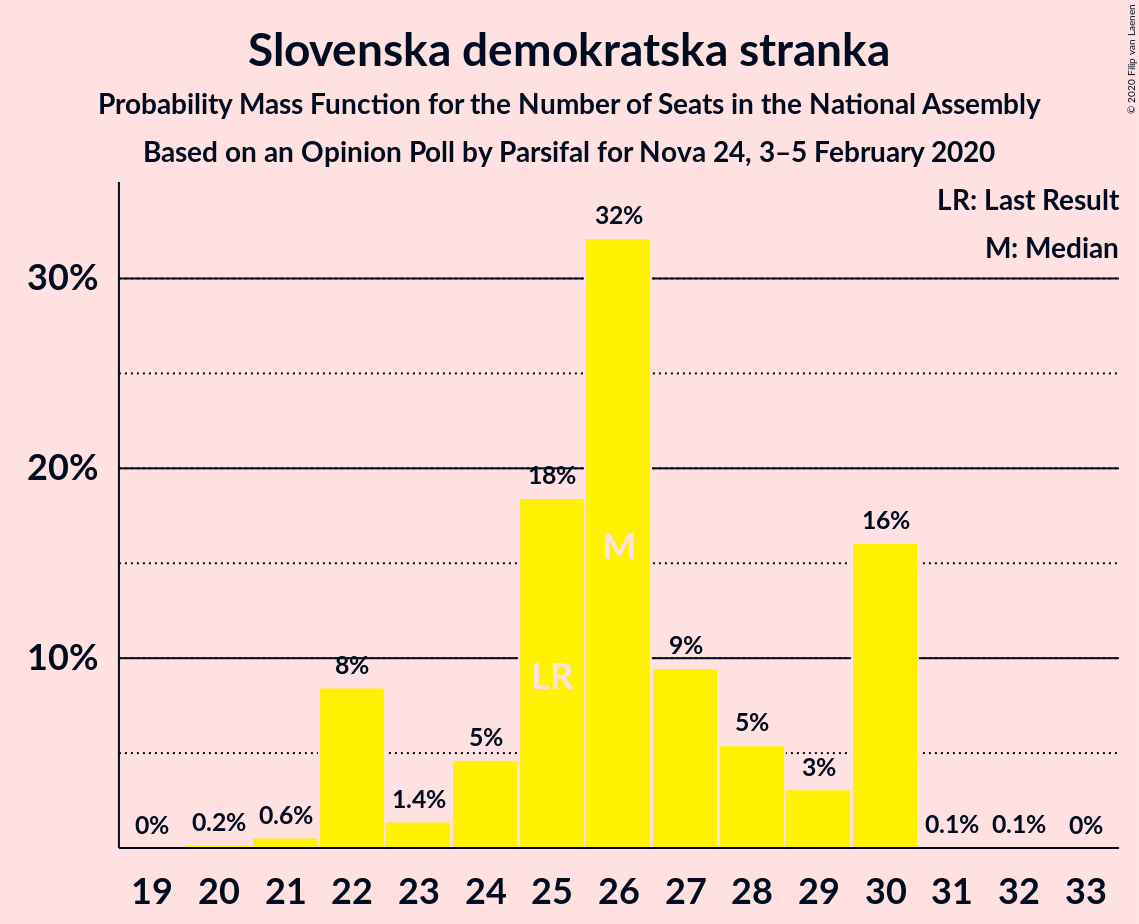 Slovenska demokratska stranka
Probability Mass Function for the Number of Seats in the National Assembly
Based on an Opinion Poll by Parsifal for Nova 24, 3–5 February 2020
© 2020 Filip van Laenen
LR: Last Result
M: Median
30%
20%
10%
0%
0.2%
0.6%
8%
1.4%
5%
18%
32%
9%
5%
3%
16%
0.1%
0.1%
0%
LR
M
19 20 21 22 23 24 25 26 27 28 29 30 31 32 33